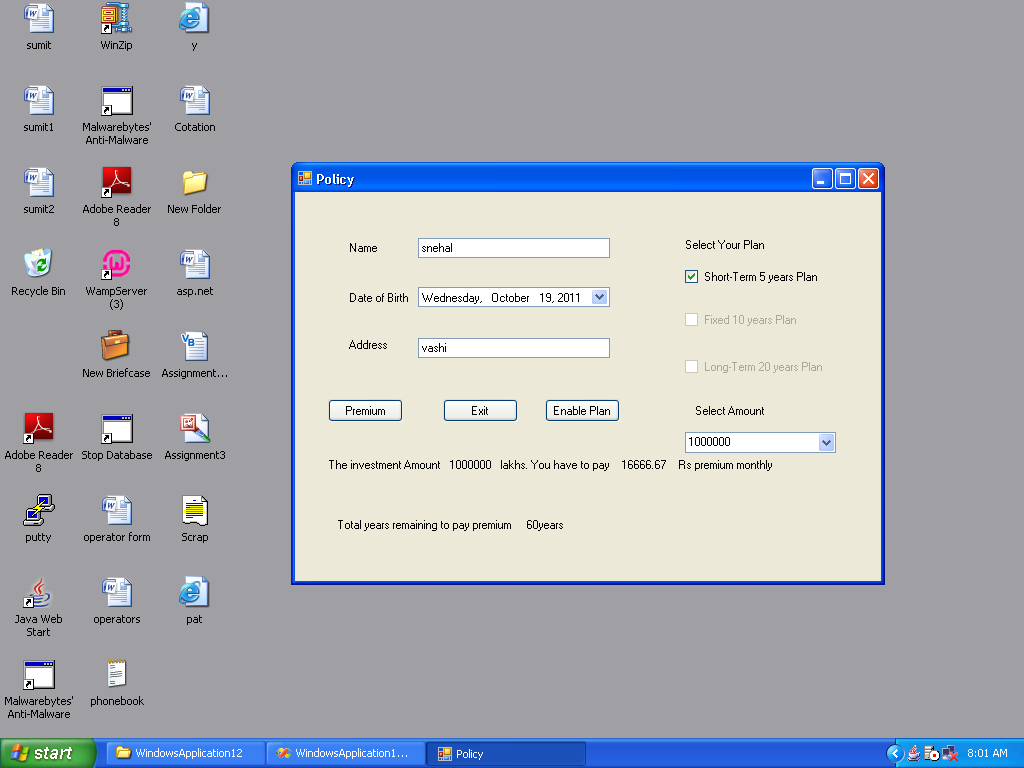 sumit
WinZip
y
sumit1
Malwarebytes'
Anti-Malware
Cotation
sumit2
Adobe Reader
8
New Folder
Recycle Bin
WampServer
(3)
asp.net
New Briefcase
Assignment...
Adobe Reader
8
Stop Database
Assignment3
putty
operator form
Scrap
Java Web
Start
operators
pat
Malwarebytes'
Anti-Malware
phonebook
Policy
Name snehal
Select Your Plan
Short-Term 5 years Plan
Date of Birth Wednesday, October 19, 2011
Fixed 10 years Plan
Address vashi
Long-Term 20 years Plan
Premium Exit Enable Plan Select Amount
1000000
The investment Amount 1000000 lakhs. You have to pay 16666.67 Rs premium monthly
Total years remaining to pay premium 60years
start WindowsApplication12 WindowsApplication1... Policy 8:01 AM